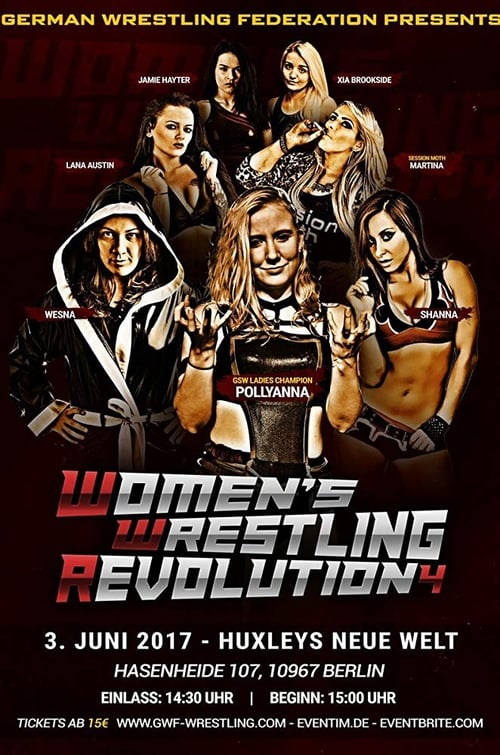 GERMAN WRESTLING FEDERATION PRESENTS
JAMIE HAYTER
XIA BROOKSIDE
LANA AUSTIN
SESSION MOTH
MARTINA
WESNA
SHANNA
GSW LADIES CHAMPION
POLLYANNA
WOMEN'S
WRESTLING
REVOLUTION 4
3. JUNI 2017 - HUXLEYS NEUE WELT
HASENHEIDE 107, 10967 BERLIN
EINLASS: 14:30 UHR | BEGINN: 15:00 UHR
TICKETS AB 15€ WWW.GWF-WRESTLING.COM - EVENTIM.DE - EVENTBRITE.COM